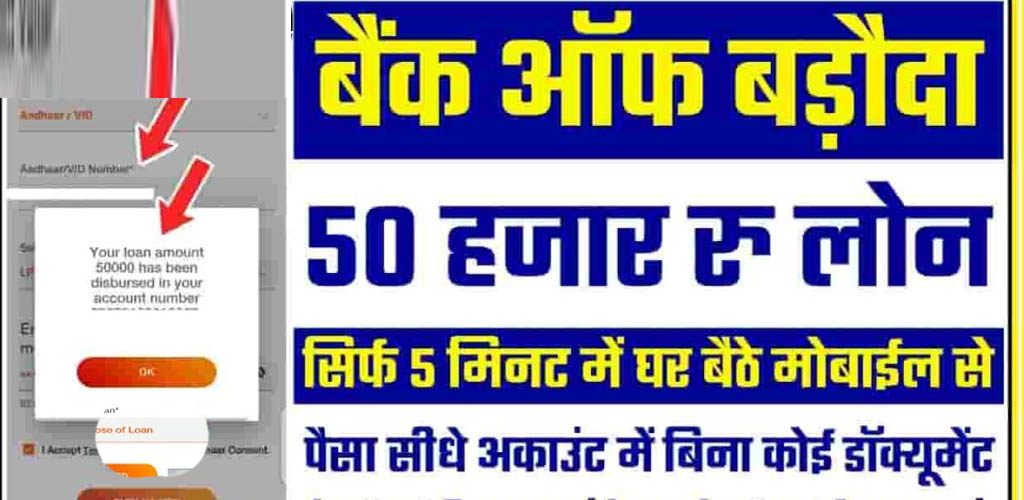 Aadhaar / VID
Aadhaar/VID Number*
Your loan amount
50000 has been
disbursed in your
account number
OK
ose of Loan
I Accept
Consent.
बैंक ऑफ बड़ौदा
50 हजार रु लोन
सिर्फ 5 मिनट में घर बैठे मोबाईल से
पैसा सीधे अकाउंट में बिना कोई डॉक्यूमेंट